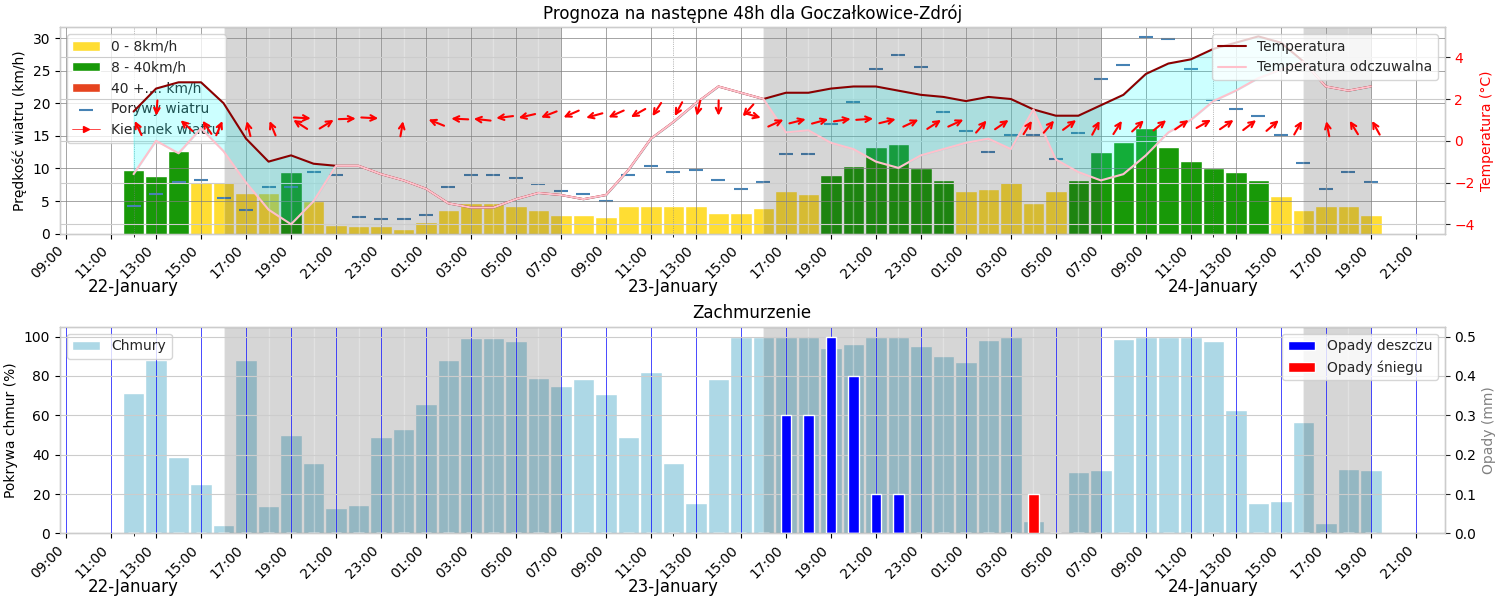 Prognoza na następne 48h dla Goczałkowice-Zdrój
Prędkość wiatru (km/h)
30
25
20
15
10
5
0
0 - 8km/h
8 - 40km/h
40 +.... km/h
Porywy wiatru
Kierunek wiatru
Temperatura
Temperatura odczuwalna
4
2
0
−2
−4
Temperatura (°C)
09:00 11:00 13:00 15:00 17:00 19:00 21:00 23:00 01:00 03:00 05:00 07:00 09:00 11:00 13:00 15:00 17:00 19:00 21:00 23:00 01:00 03:00 05:00 07:00 09:00 11:00 13:00 15:00 17:00 19:00 21:00
22-January 23-January 24-January
Zachmurzenie
Pokrywa chmur (%)
100
80
60
40
20
0
Chmury
Opady deszczu
Opady śniegu
0.5
0.4
0.3
0.2
0.1
0.0
Opady (mm)
09:00 11:00 13:00 15:00 17:00 19:00 21:00 23:00 01:00 03:00 05:00 07:00 09:00 11:00 13:00 15:00 17:00 19:00 21:00 23:00 01:00 03:00 05:00 07:00 09:00 11:00 13:00 15:00 17:00 19:00 21:00
22-January 23-January 24-January